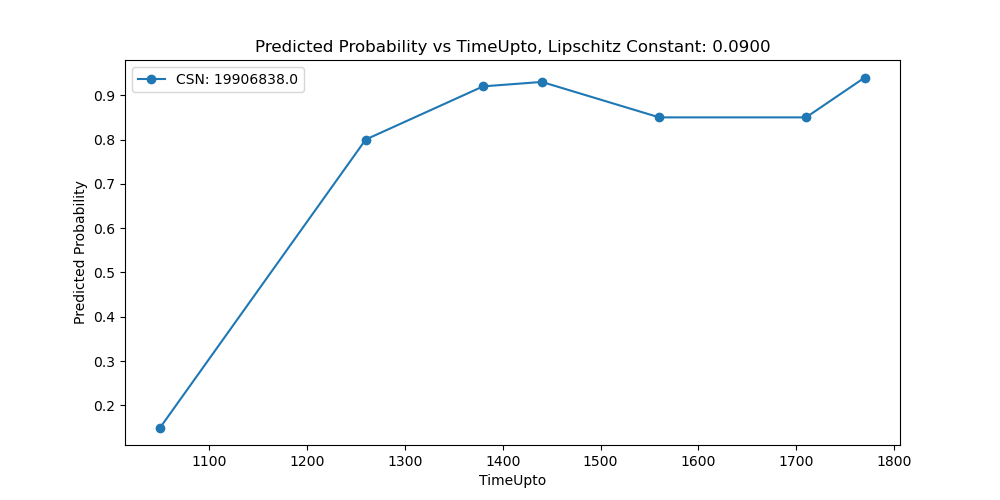 Predicted Probability vs TimeUpto, Lipschitz Constant: 0.0900
CSN: 19906838.0
Predicted Probability
0.9
0.8
0.7
0.6
0.5
0.4
0.3
0.2
1100 1200 1300 1400 1500 1600 1700 1800
TimeUpto